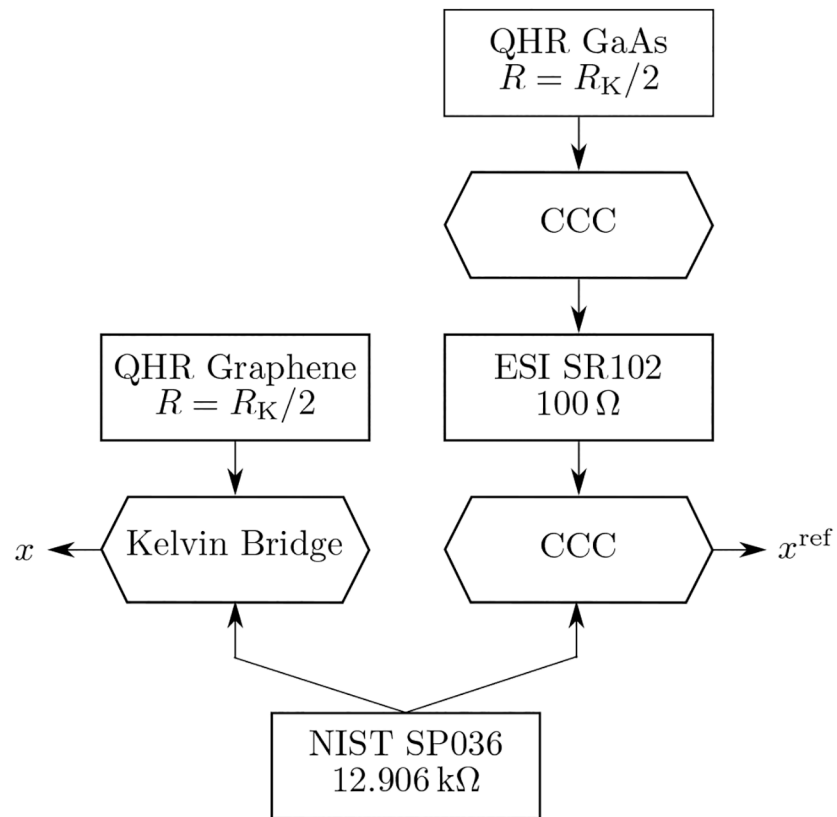 QHR GaAs
R = R_K/2
CCC
QHR Graphene
R = R_K/2
ESI SR102
100 Ω
x
Kelvin Bridge
CCC
x^ref
NIST SP036
12.906 kΩ